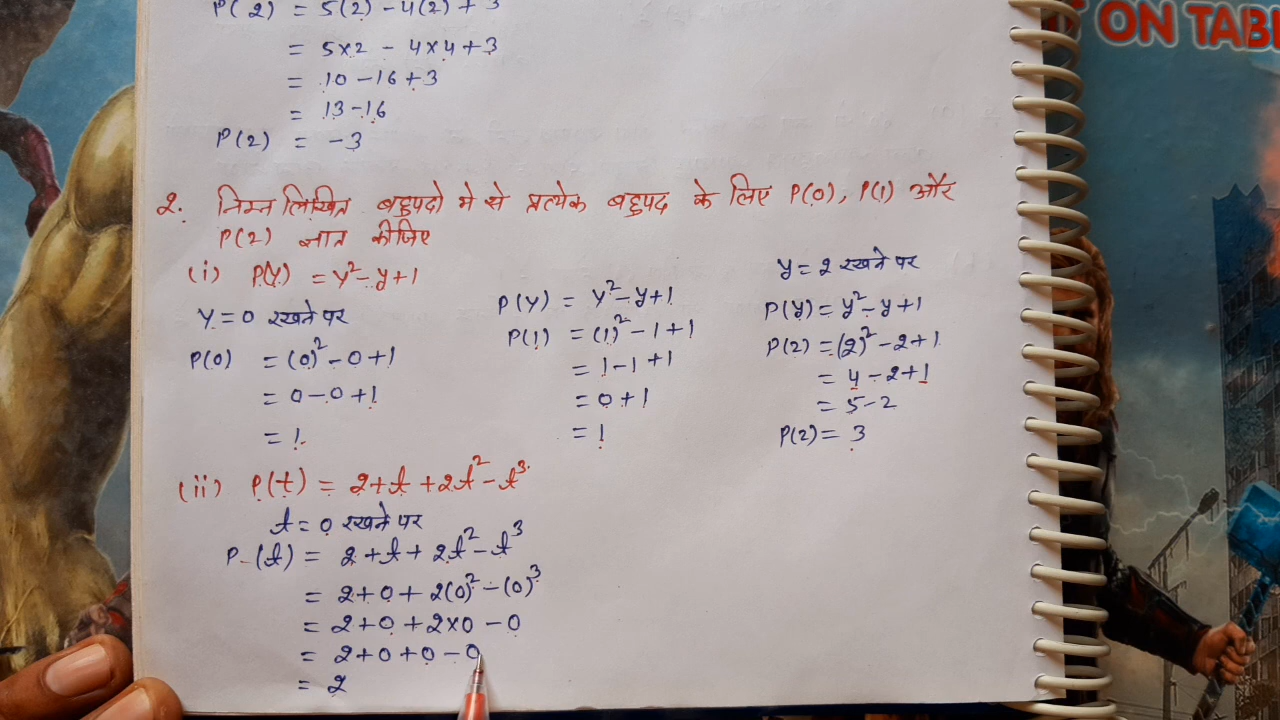 P(2) = 5(2) - 4(2) + 3
= 5×2 - 4×4+3
= 10 -16 +3
= 13-16
P(2) = -3
2. निम्नलिखित बहुपदो मे से प्रत्येक बहुपद के लिए P(0), P(1) और
P(2) ज्ञात कीजिए
(i) P(y) = y²- y+1
y=0 रखने पर
P(0) = (0)² - 0 +1
= 0-0+1
= 1
P(y) = y²-y+1
P(1) = (1)² - 1 +1
= 1-1 +1
= 0+1
= 1
y = 2 रखने पर
P(y) = y² - y +1
P(2) = (2)² - 2+1
= 4 - 2+1
= 5-2
P(2) = 3
(ii) P(t) = 2+t +2t²- t³
t = 0 रखने पर
P (t) = 2 +t + 2t² - t³
= 2+0 + 2(0)² - (0)³
= 2+0 +2×0 - 0
= 2+0+0-0
= 2
ON TABL